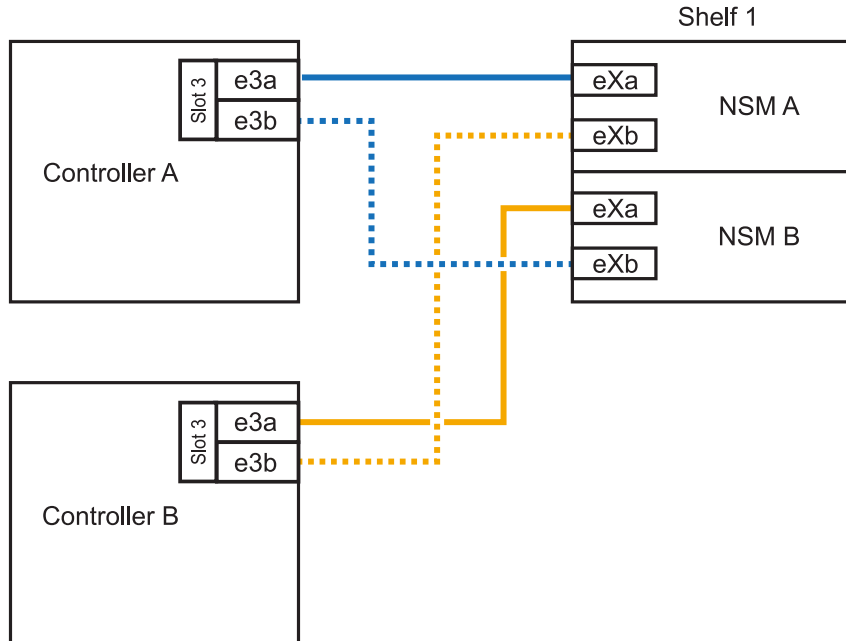 Shelf 1
Slot 3
e3a
e3b
Controller A
eXa
eXb
NSM A
eXa
eXb
NSM B
Slot 3
e3a
e3b
Controller B